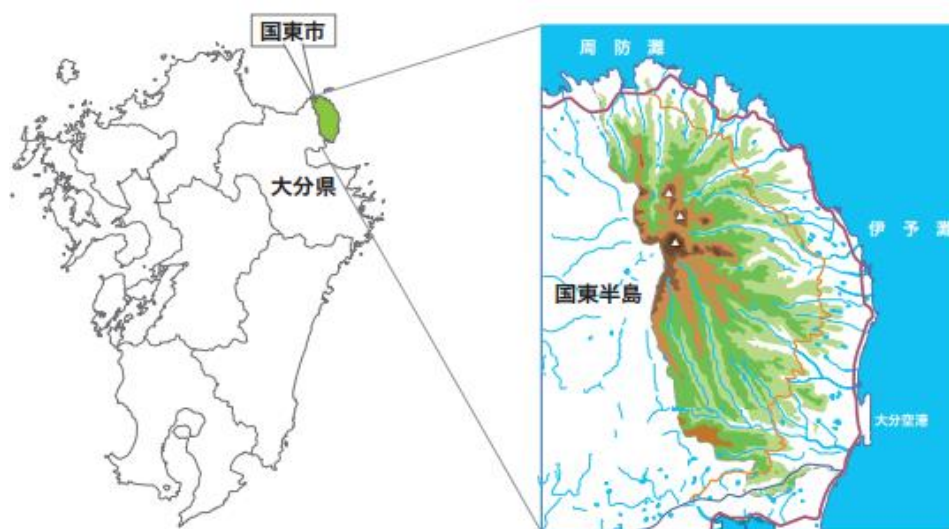 国東市
大分県
周防灘
伊予灘
国東半島
大分空港